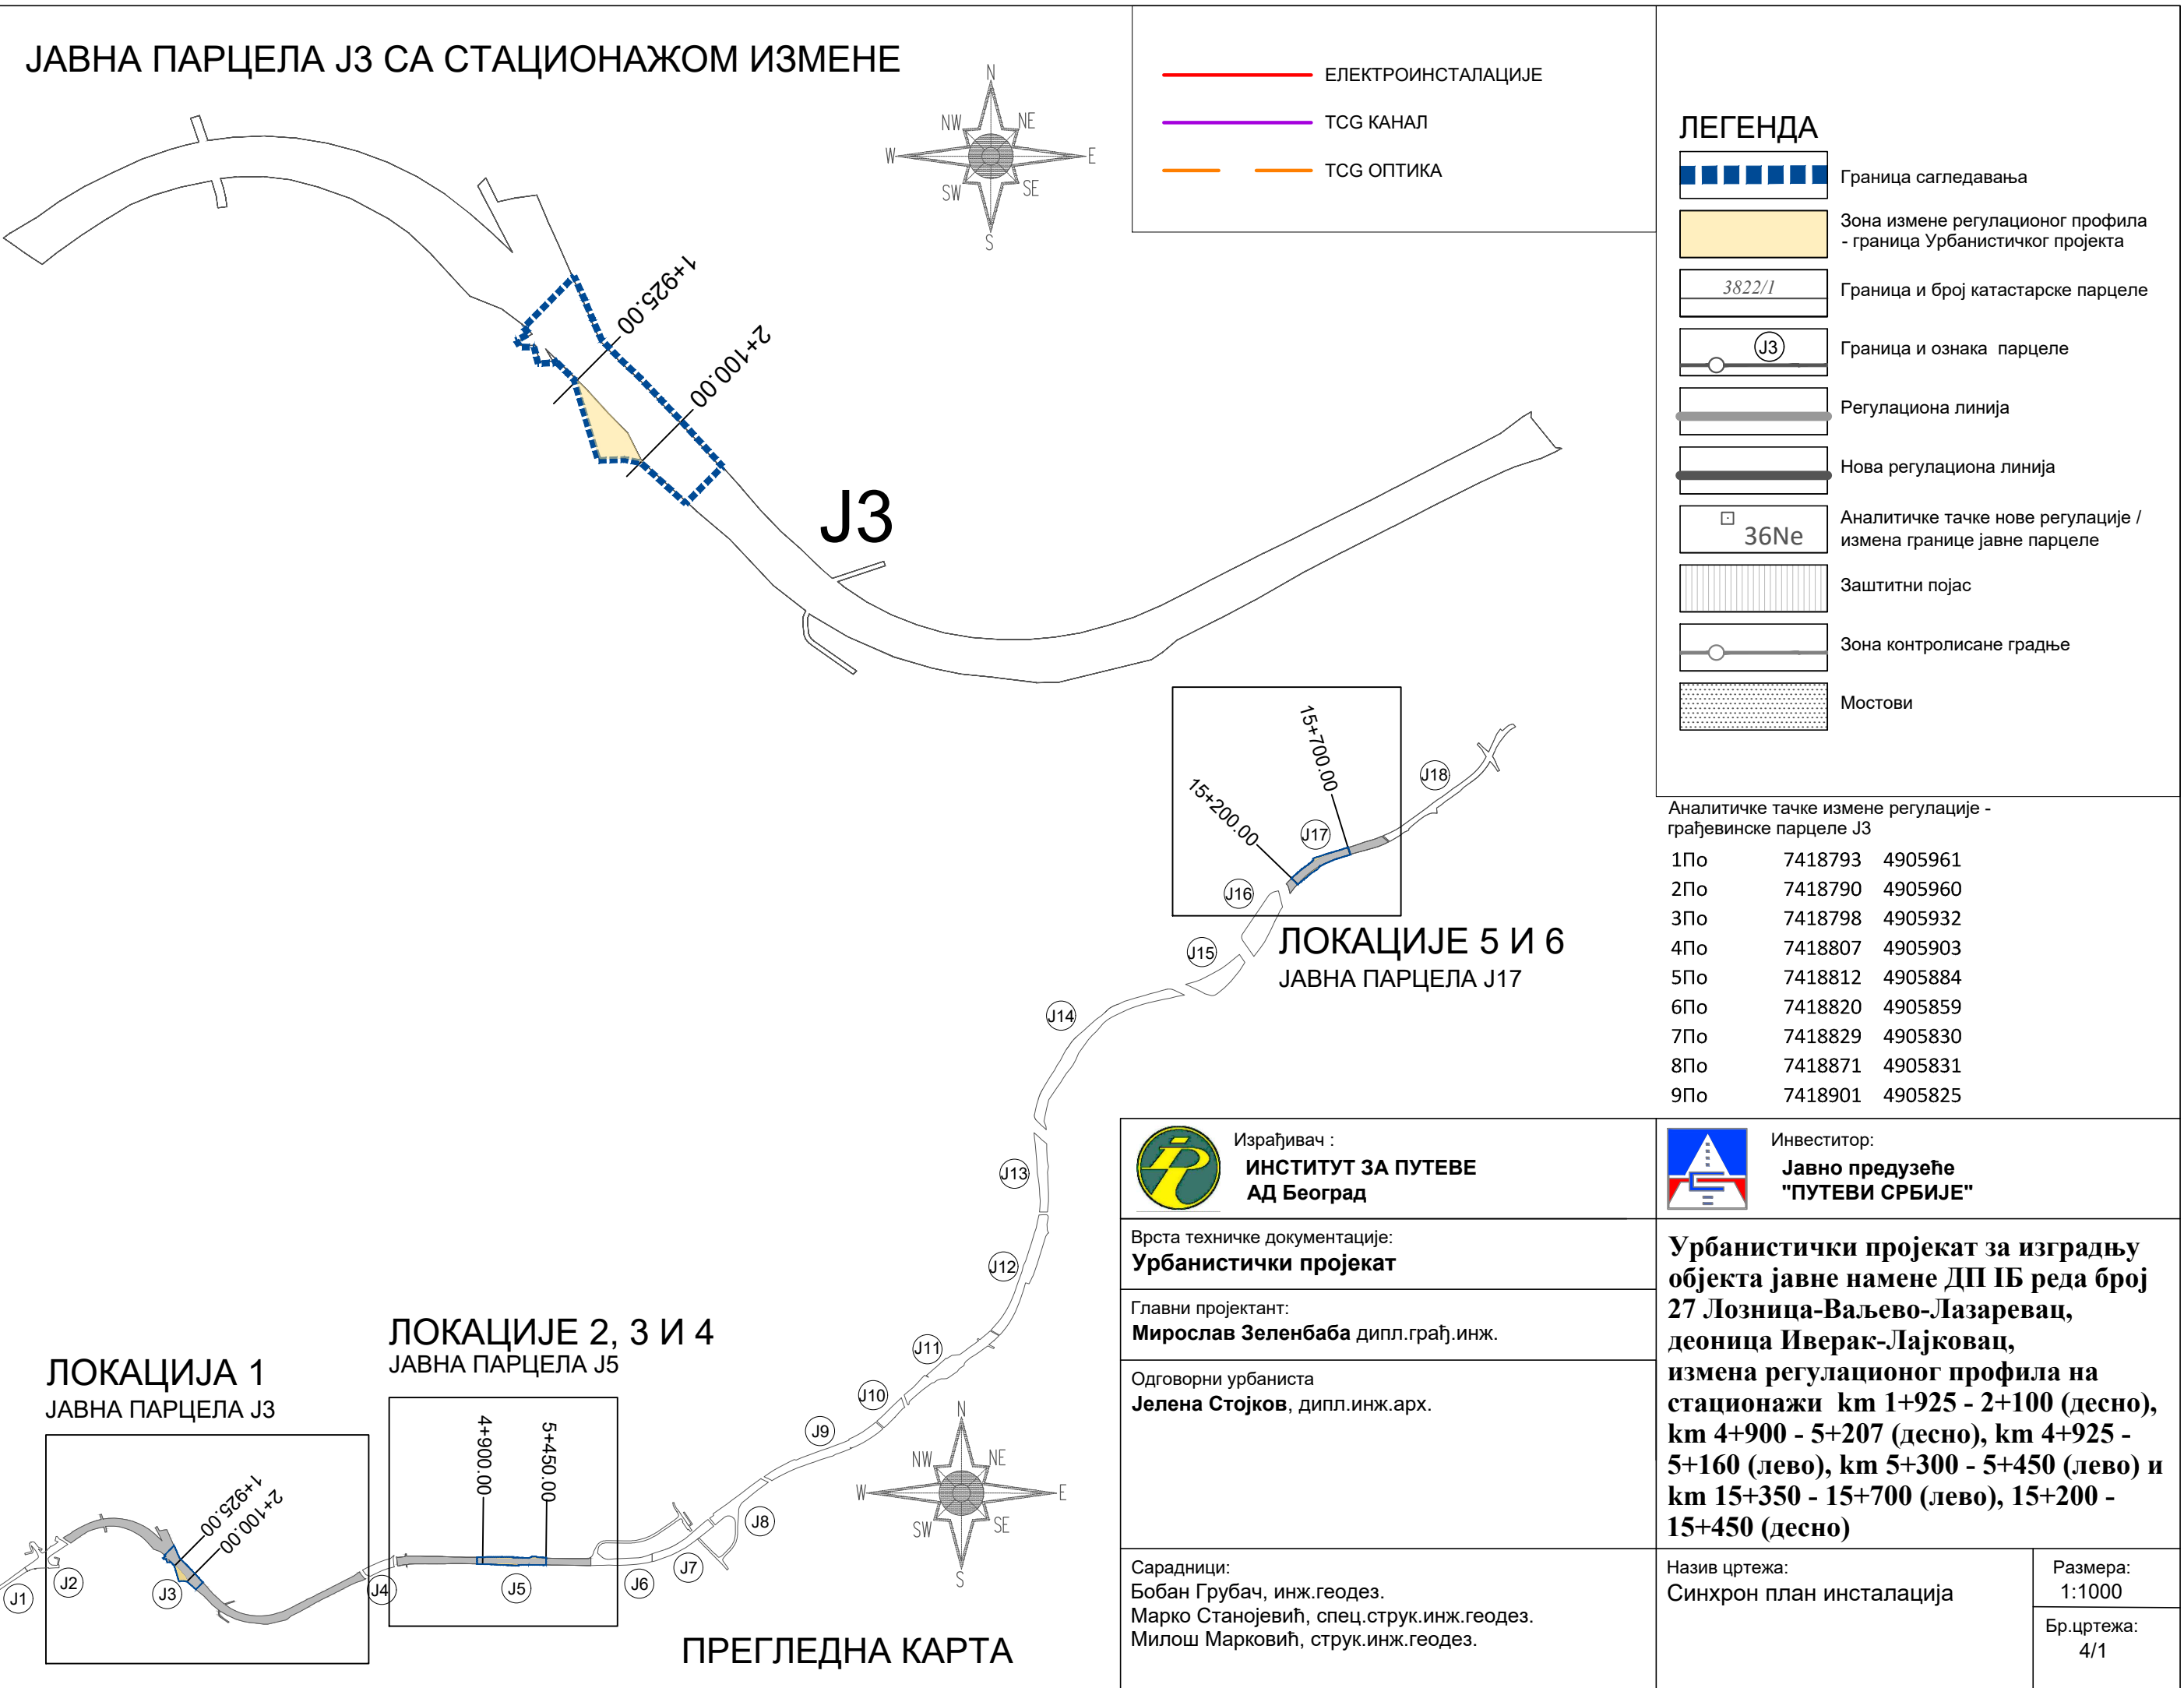 ЈАВНА ПАРЦЕЛА Ј3 СА СТАЦИОНАЖОМ ИЗМЕНЕ
N
NW
NE
W
E
SW
SE
S
1+925.00
2+100.00
Ј3
ЕЛЕКТРОИНСТАЛАЦИЈЕ
TCG КАНАЛ
TCG ОПТИКА
ЛЕГЕНДА
Граница сагледавања
Зона измене регулационог профила
- граница Урбанистичког пројекта
3822/1
Граница и број катастарске парцеле
Ј3
Граница и ознака парцеле
Регулациона линија
Нова регулациона линија
36Ne
Аналитичке тачке нове регулације /
измена границе јавне парцеле
Заштитни појас
Зона контролисане градње
Мостови
15+700.00
15+200.00
Ј18
Ј17
Ј16
ЛОКАЦИЈЕ 5 И 6
ЈАВНА ПАРЦЕЛА Ј17
Ј15
Ј14
Ј13
Ј12
Ј11
Ј10
Ј9
Ј8
Ј7
Ј6
ЛОКАЦИЈЕ 2, 3 И 4
ЈАВНА ПАРЦЕЛА Ј5
4+900.00
5+450.00
Ј5
Ј4
ЛОКАЦИЈА 1
ЈАВНА ПАРЦЕЛА Ј3
1+925.00
2+100.00
Ј3
Ј2
Ј1
N
NW
NE
W
E
SW
SE
S
ПРЕГЛЕДНА КАРТА
Аналитичке тачке измене регулације -
грађевинске парцеле Ј3
1По 7418793 4905961
2По 7418790 4905960
3По 7418798 4905932
4По 7418807 4905903
5По 7418812 4905884
6По 7418820 4905859
7По 7418829 4905830
8По 7418871 4905831
9По 7418901 4905825
Израђивач :
ИНСТИТУТ ЗА ПУТЕВЕ
АД Београд
Инвеститор:
Јавно предузеће
"ПУТЕВИ СРБИЈЕ"
Врста техничке документације:
Урбанистички пројекат
Главни пројектант:
Мирослав Зеленбаба дипл.грађ.инж.
Одговорни урбаниста
Јелена Стојков, дипл.инж.арх.
Сарадници:
Бобан Грубач, инж.геодез.
Марко Станојевић, спец.струк.инж.геодез.
Милош Марковић, струк.инж.геодез.
Урбанистички пројекат за изградњу
објекта јавне намене ДП IБ реда број
27 Лозница-Ваљево-Лазаревац,
деоница Иверак-Лајковац,
измена регулационог профила на
стационажи km 1+925 - 2+100 (десно),
km 4+900 - 5+207 (десно), km 4+925 -
5+160 (лево), km 5+300 - 5+450 (лево) и
km 15+350 - 15+700 (лево), 15+200 -
15+450 (десно)
Назив цртежа:
Синхрон план инсталација
Размера:
1:1000
Бр.цртежа:
4/1